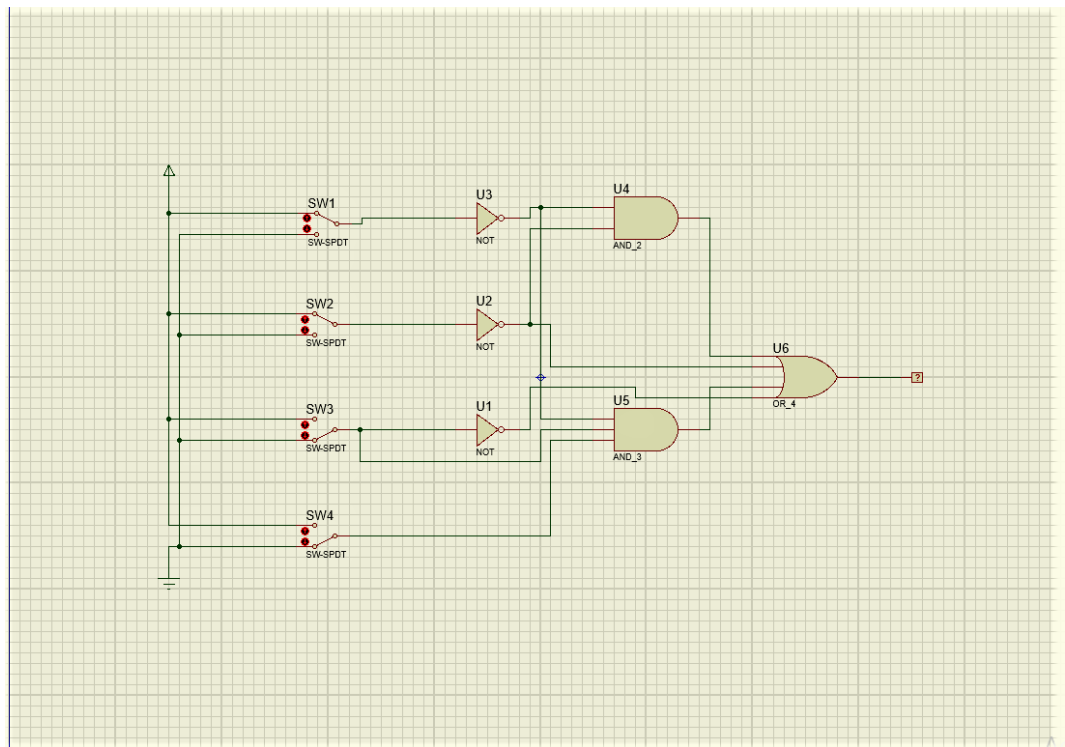 SW1
SW-SPDT
U3
NOT
U4
AND_2
SW2
SW-SPDT
U2
NOT
U6
OR_4
?
SW3
SW-SPDT
U1
NOT
U5
AND_3
SW4
SW-SPDT